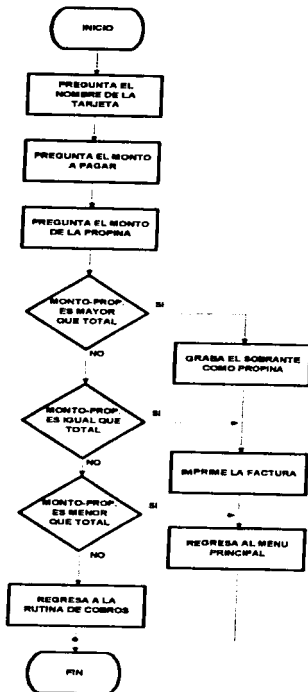 INICIO
PREGUNTA EL
NOMBRE DE LA
TARJETA
PREGUNTA EL MONTO
A PAGAR
PREGUNTA EL MONTO
DE LA PROPINA
MONTO-PROP.
ES MAYOR
QUE TOTAL
SI
NO
GRABA EL SOBRANTE
COMO PROPINA
MONTO-PROP.
ES IGUAL QUE
TOTAL
SI
NO
IMPRIME LA FACTURA
MONTO-PROP.
ES MENOR
QUE TOTAL
SI
NO
REGRESA AL MENU
PRINCIPAL
REGRESA A LA
RUTINA DE COBROS
FIN